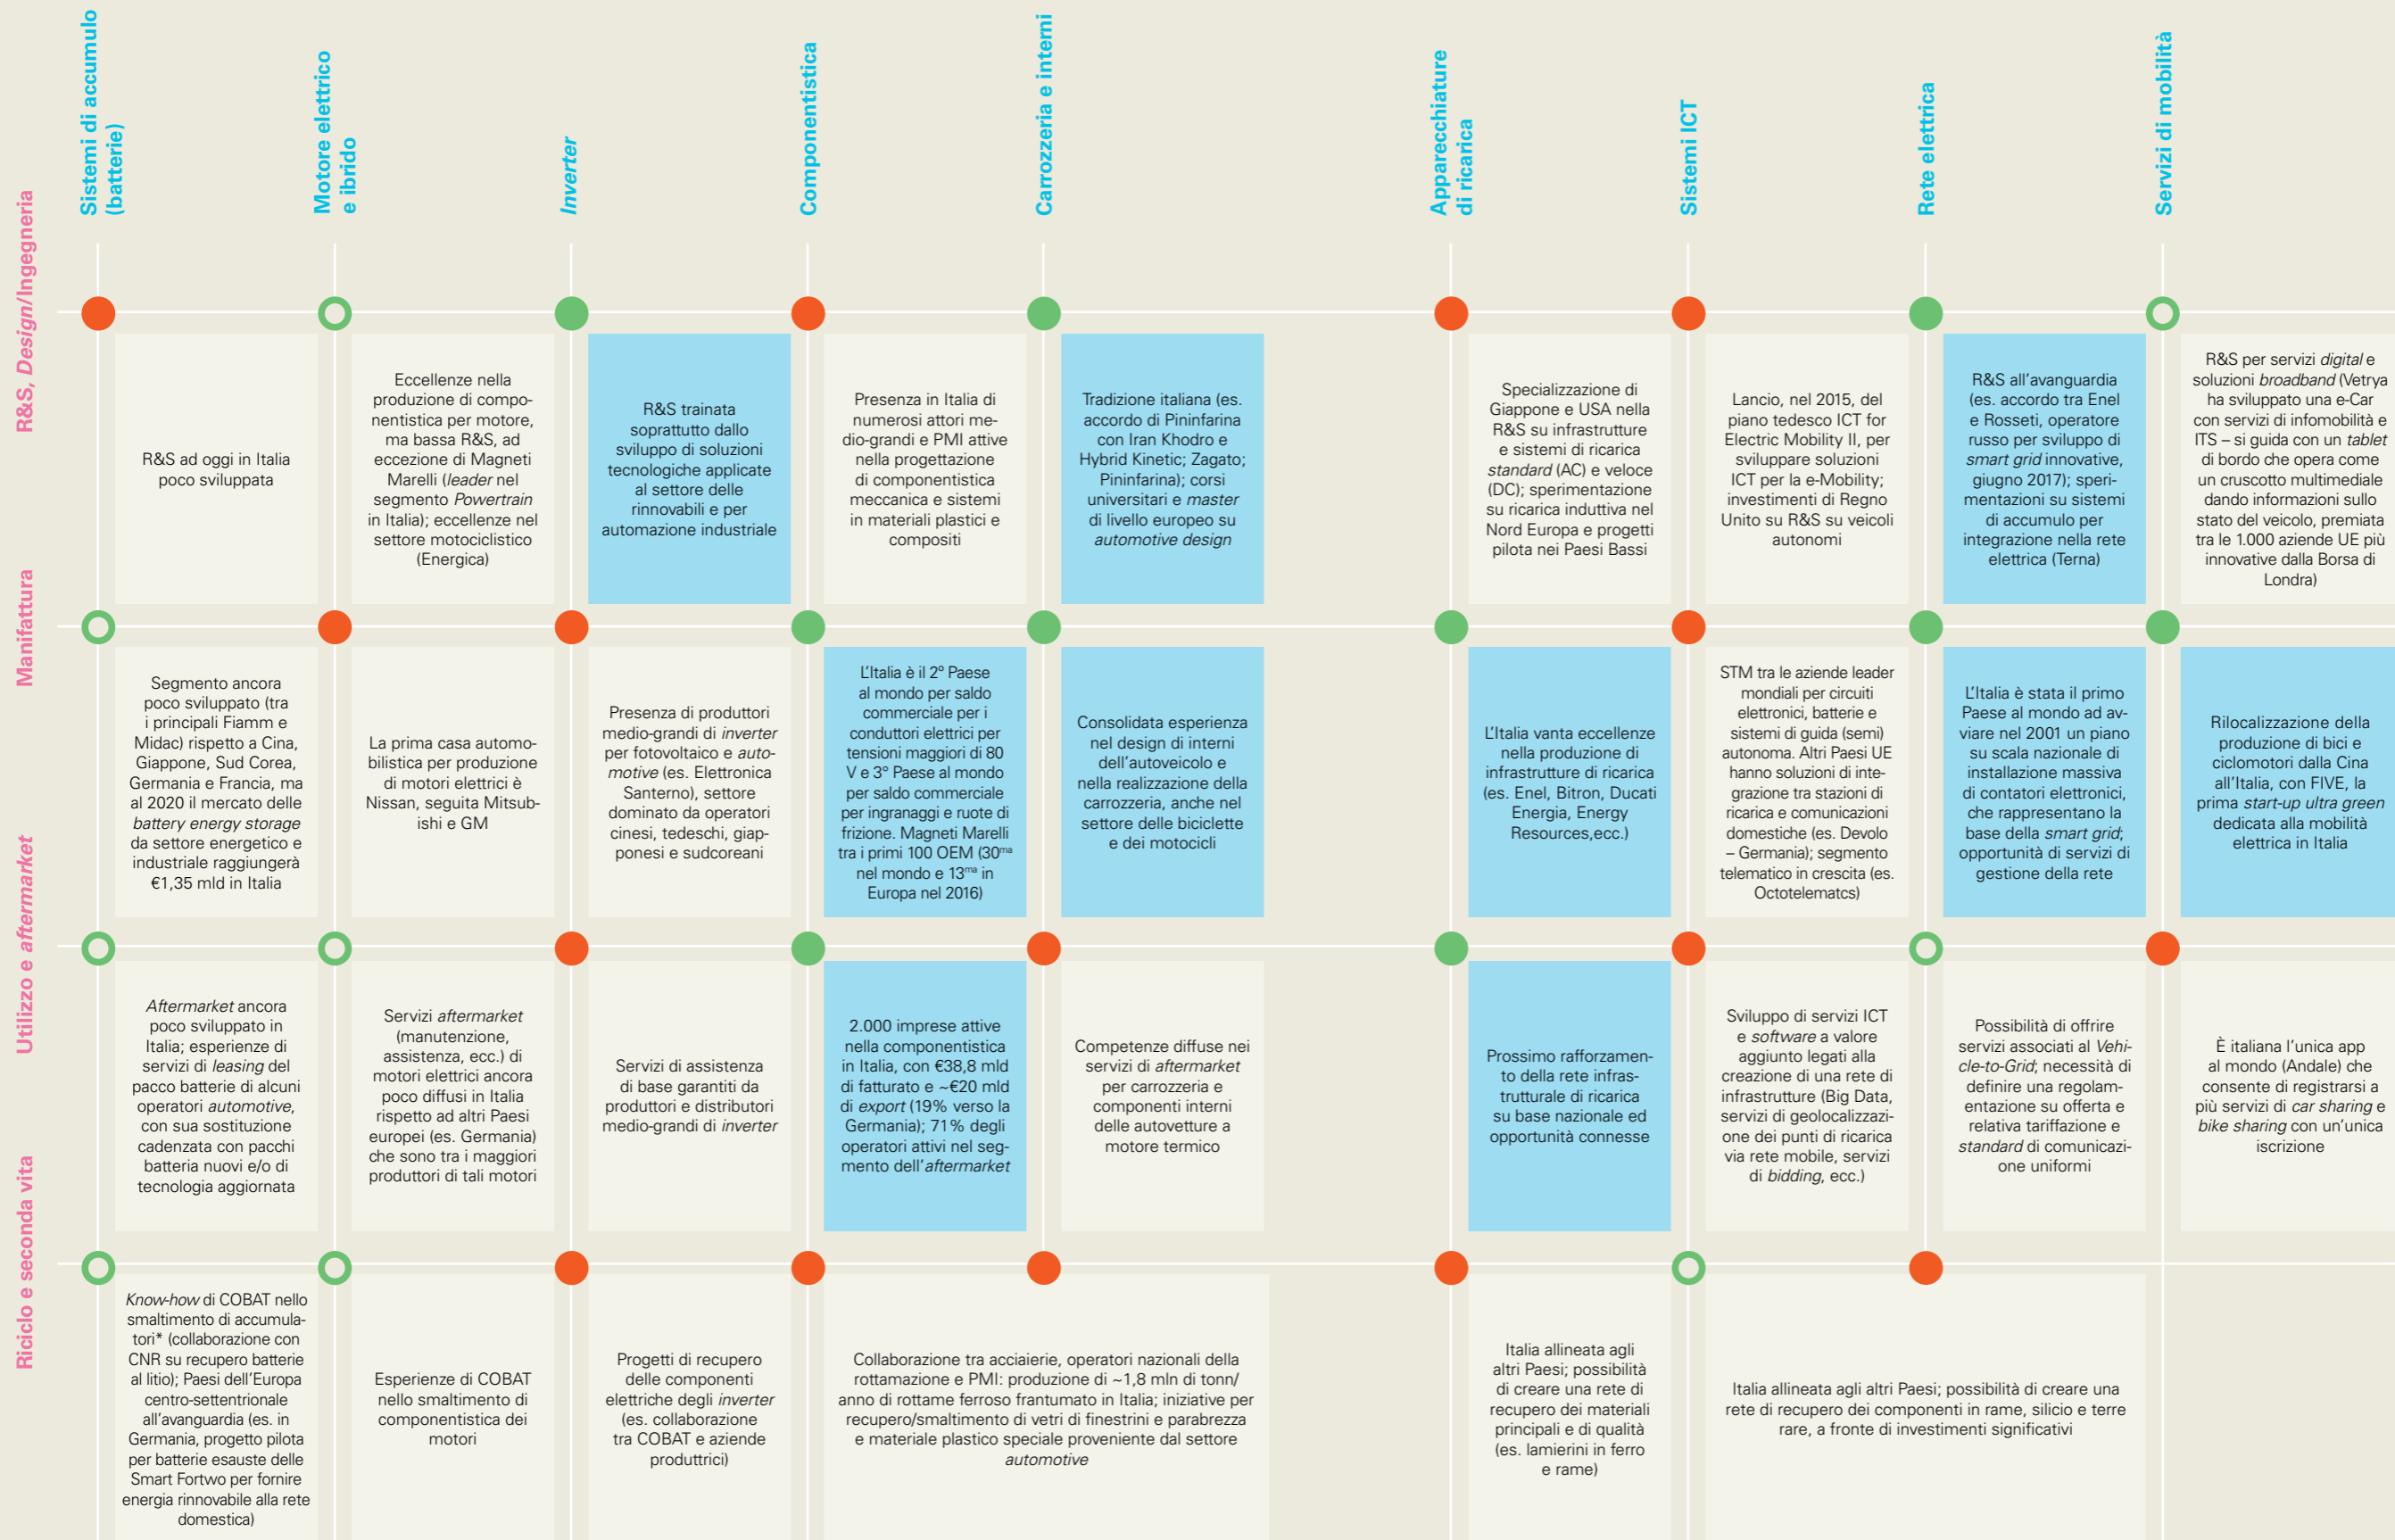 Sistemi di accumulo
(batterie)
Motore elettrico
e ibrido
Inverter
Componentistica
Carrozzeria e interni
Apparecchiature
di ricarica
Sistemi ICT
Rete elettrica
Servizi di mobilità
R&S, Design/Ingegneria
R&S ad oggi in Italia
poco sviluppata
Eccellenze nella
produzione di compo-
nentistica per motore,
ma bassa R&S, ad
eccezione di Magneti
Marelli (leader nel
segmento Powertrain
in Italia); eccellenze nel
settore motociclistico
(Energica)
R&S trainata
soprattutto dallo
sviluppo di soluzioni
tecnologiche applicate
al settore delle
rinnovabili e per
automazione industriale
Presenza in Italia di
numerosi attori me-
dio-grandi e PMI attive
nella progettazione
di componentistica
meccanica e sistemi
in materiali plastici e
compositi
Tradizione italiana (es.
accordo di Pininfarina
con Iran Khodro e
Hybrid Kinetic; Zagato;
Pininfarina); corsi
universitari e master
di livello europeo su
automotive design
Specializzazione di
Giappone e USA nella
R&S su infrastrutture
e sistemi di ricarica
standard (AC) e veloce
(DC); sperimentazione
su ricarica induttiva nel
Nord Europa e progetti
pilota nei Paesi Bassi
Lancio, nel 2015, del
piano tedesco ICT for
Electric Mobility II, per
sviluppare soluzioni
ICT per la e-Mobility;
investimenti di Regno
Unito su R&S su veicoli
autonomi
R&S all'avanguardia
(es. accordo tra Enel
e Rosseti, operatore
russo per sviluppo di
smart grid innovative,
giugno 2017); speri-
mentazioni su sistemi
di accumulo per
integrazione nella rete
elettrica (Terna)
R&S per servizi digital e
soluzioni broadband (Vetrya
ha sviluppato una e-Car
con servizi di infomobilità e
ITS – si guida con un tablet
di bordo che opera come
un cruscotto multimediale
dando informazioni sullo
stato del veicolo, premiata
tra le 1.000 aziende UE più
innovative dalla Borsa di
Londra)
Manifattura
Segmento ancora
poco sviluppato (tra
i principali Fiamm e
Midac) rispetto a Cina,
Giappone, Sud Corea,
Germania e Francia, ma
al 2020 il mercato delle
battery energy storage
da settore energetico e
industriale raggiungerà
€1,35 mld in Italia
La prima casa automo-
bilistica per produzione
di motori elettrici è
Nissan, seguita Mitsub-
ishi e GM
Presenza di produttori
medio-grandi di inverter
per fotovoltaico e auto-
motive (es. Elettronica
Santerno), settore
dominato da operatori
cinesi, tedeschi, giap-
ponesi e sudcoreani
L'Italia è il 2° Paese
al mondo per saldo
commerciale per i
conduttori elettrici per
tensioni maggiori di 80
V e 3° Paese al mondo
per saldo commerciale
per ingranaggi e ruote di
frizione. Magneti Marelli
tra i primi 100 OEM (30ma
nel mondo e 13ma in
Europa nel 2016)
Consolidata esperienza
nel design di interni
dell'autoveicolo e
nella realizzazione della
carrozzeria, anche nel
settore delle biciclette
e dei motocicli
L'Italia vanta eccellenze
nella produzione di
infrastrutture di ricarica
(es. Enel, Bitron, Ducati
Energia, Energy
Resources,ecc.)
STM tra le aziende leader
mondiali per circuiti
elettronici, batterie e
sistemi di guida (semi)
autonoma. Altri Paesi UE
hanno soluzioni di inte-
grazione tra stazioni di
ricarica e comunicazioni
domestiche (es. Devolo
– Germania); segmento
telematico in crescita (es.
Octotelematcs)
L'Italia è stata il primo
Paese al mondo ad av-
viare nel 2001 un piano
su scala nazionale di
installazione massiva
di contatori elettronici,
che rappresentano la
base della smart grid;
opportunità di servizi di
gestione della rete
Rilocalizzazione della
produzione di bici e
ciclomotori dalla Cina
all'Italia, con FIVE, la
prima start-up ultra green
dedicata alla mobilità
elettrica in Italia
Utilizzo e aftermarket
Aftermarket ancora
poco sviluppato in
Italia; esperienze di
servizi di leasing del
pacco batterie di alcuni
operatori automotive,
con sua sostituzione
cadenzata con pacchi
batteria nuovi e/o di
tecnologia aggiornata
Servizi aftermarket
(manutenzione,
assistenza, ecc.) di
motori elettrici ancora
poco diffusi in Italia
rispetto ad altri Paesi
europei (es. Germania)
che sono tra i maggiori
produttori di tali motori
Servizi di assistenza
di base garantiti da
produttori e distributori
medio-grandi di inverter
2.000 imprese attive
nella componentistica
in Italia, con €38,8 mld
di fatturato e ~€20 mld
di export (19% verso la
Germania); 71% degli
operatori attivi nel seg-
mento dell'aftermarket
Competenze diffuse nei
servizi di aftermarket
per carrozzeria e
componenti interni
delle autovetture a
motore termico
Prossimo rafforzamen-
to della rete infras-
trutturale di ricarica
su base nazionale ed
opportunità connesse
Sviluppo di servizi ICT
e software a valore
aggiunto legati alla
creazione di una rete di
infrastrutture (Big Data,
servizi di geolocalizzazi-
one dei punti di ricarica
via rete mobile, servizi
di bidding, ecc.)
Possibilità di offrire
servizi associati al Vehi-
cle-to-Grid; necessità di
definire una regolam-
entazione su offerta e
relativa tariffazione e
standard di comunicazi-
one uniformi
È italiana l'unica app
al mondo (Andale) che
consente di registrarsi a
più servizi di car sharing e
bike sharing con un'unica
iscrizione
Riciclo e seconda vita
Know-how di COBAT nello
smaltimento di accumula-
tori* (collaborazione con
CNR su recupero batterie
al litio); Paesi dell'Europa
centro-settentrionale
all'avanguardia (es. in
Germania, progetto pilota
per batterie esauste delle
Smart Fortwo per fornire
energia rinnovabile alla rete
domestica)
Esperienze di COBAT
nello smaltimento di
componentistica dei
motori
Progetti di recupero
delle componenti
elettriche degli inverter
(es. collaborazione
tra COBAT e aziende
produttrici)
Collaborazione tra acciaierie, operatori nazionali della
rottamazione e PMI: produzione di ~1,8 mln di tonn/
anno di rottame ferroso frantumato in Italia; iniziative per
recupero/smaltimento di vetri di finestrini e parabrezza
e materiale plastico speciale proveniente dal settore
automotive
Italia allineata agli
altri Paesi; possibilità
di creare una rete di
recupero dei materiali
principali e di qualità
(es. lamierini in ferro
e rame)
Italia allineata agli altri Paesi; possibilità di creare una
rete di recupero dei componenti in rame, silicio e terre
rare, a fronte di investimenti significativi